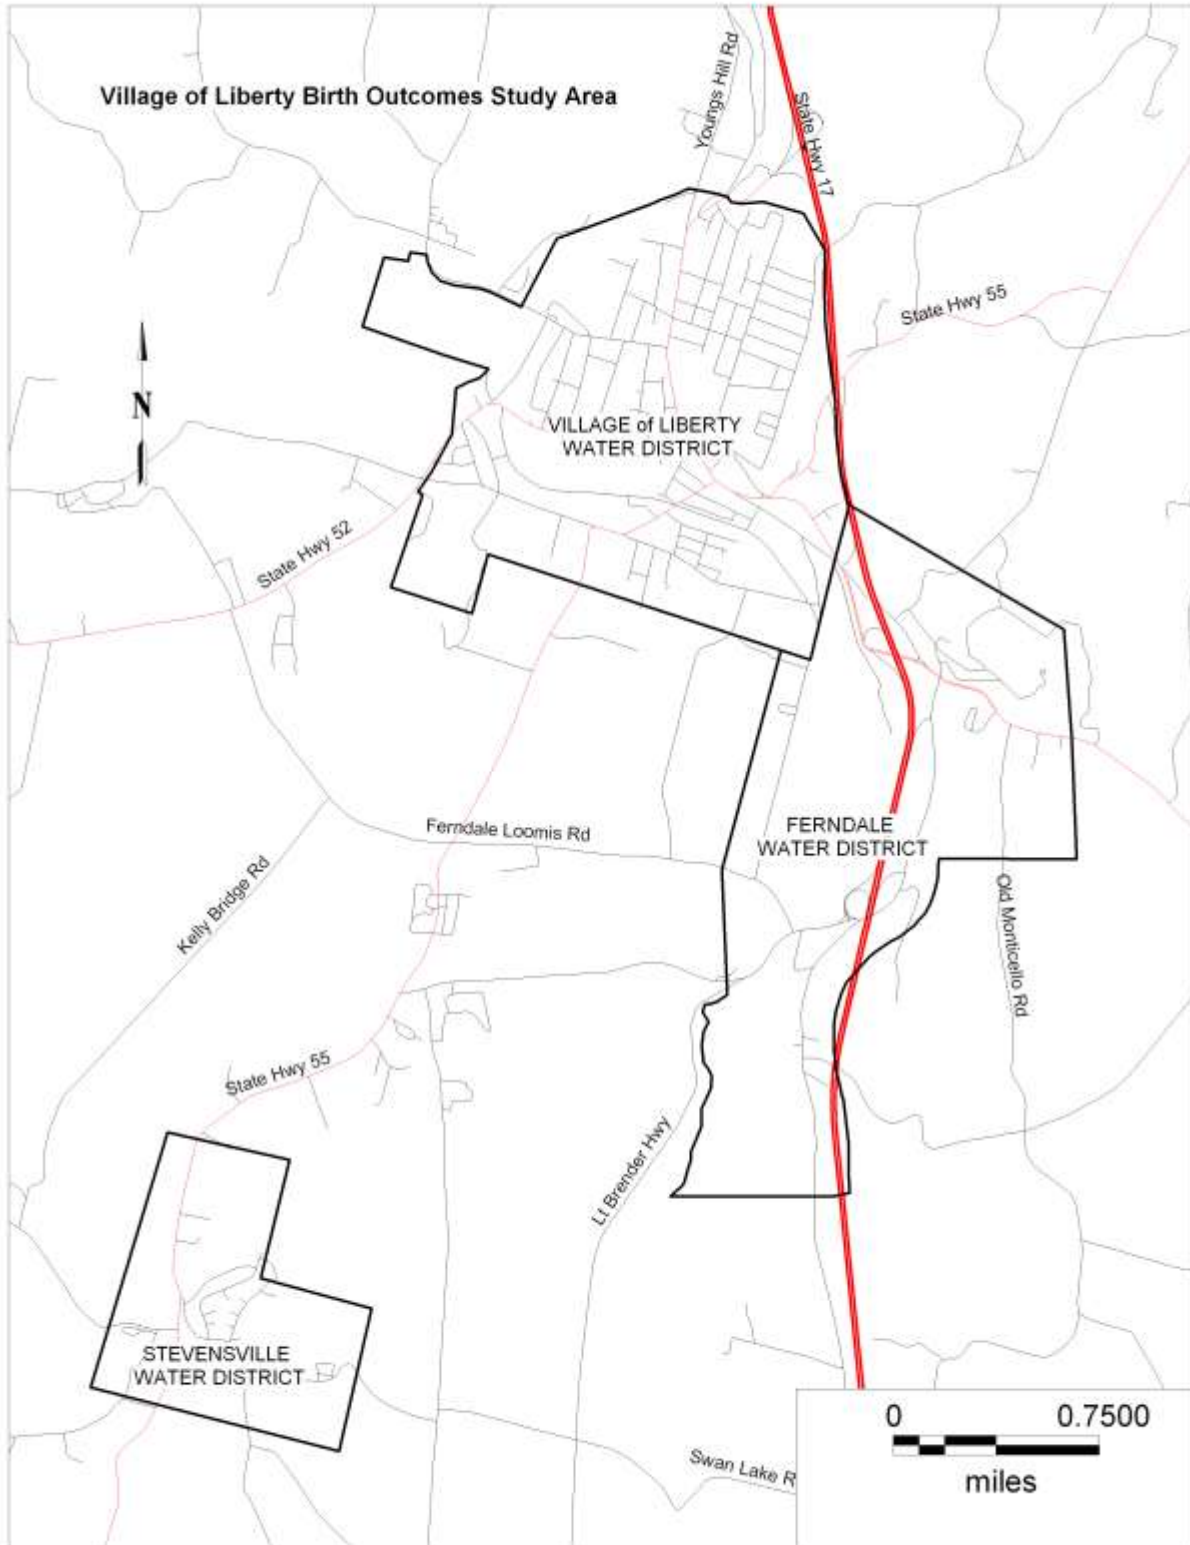 Village of Liberty Birth Outcomes Study Area
Youngs Hill Rd
State Hwy 17
State Hwy 55
N
VILLAGE of LIBERTY
WATER DISTRICT
State Hwy 52
FERNDALE
WATER DISTRICT
Ferndale Loomis Rd
Kelly Bridge Rd
Old Monticello Rd
State Hwy 55
Lt Brender Hwy
STEVENSVILLE
WATER DISTRICT
0 0.7500
miles
Swan Lake R